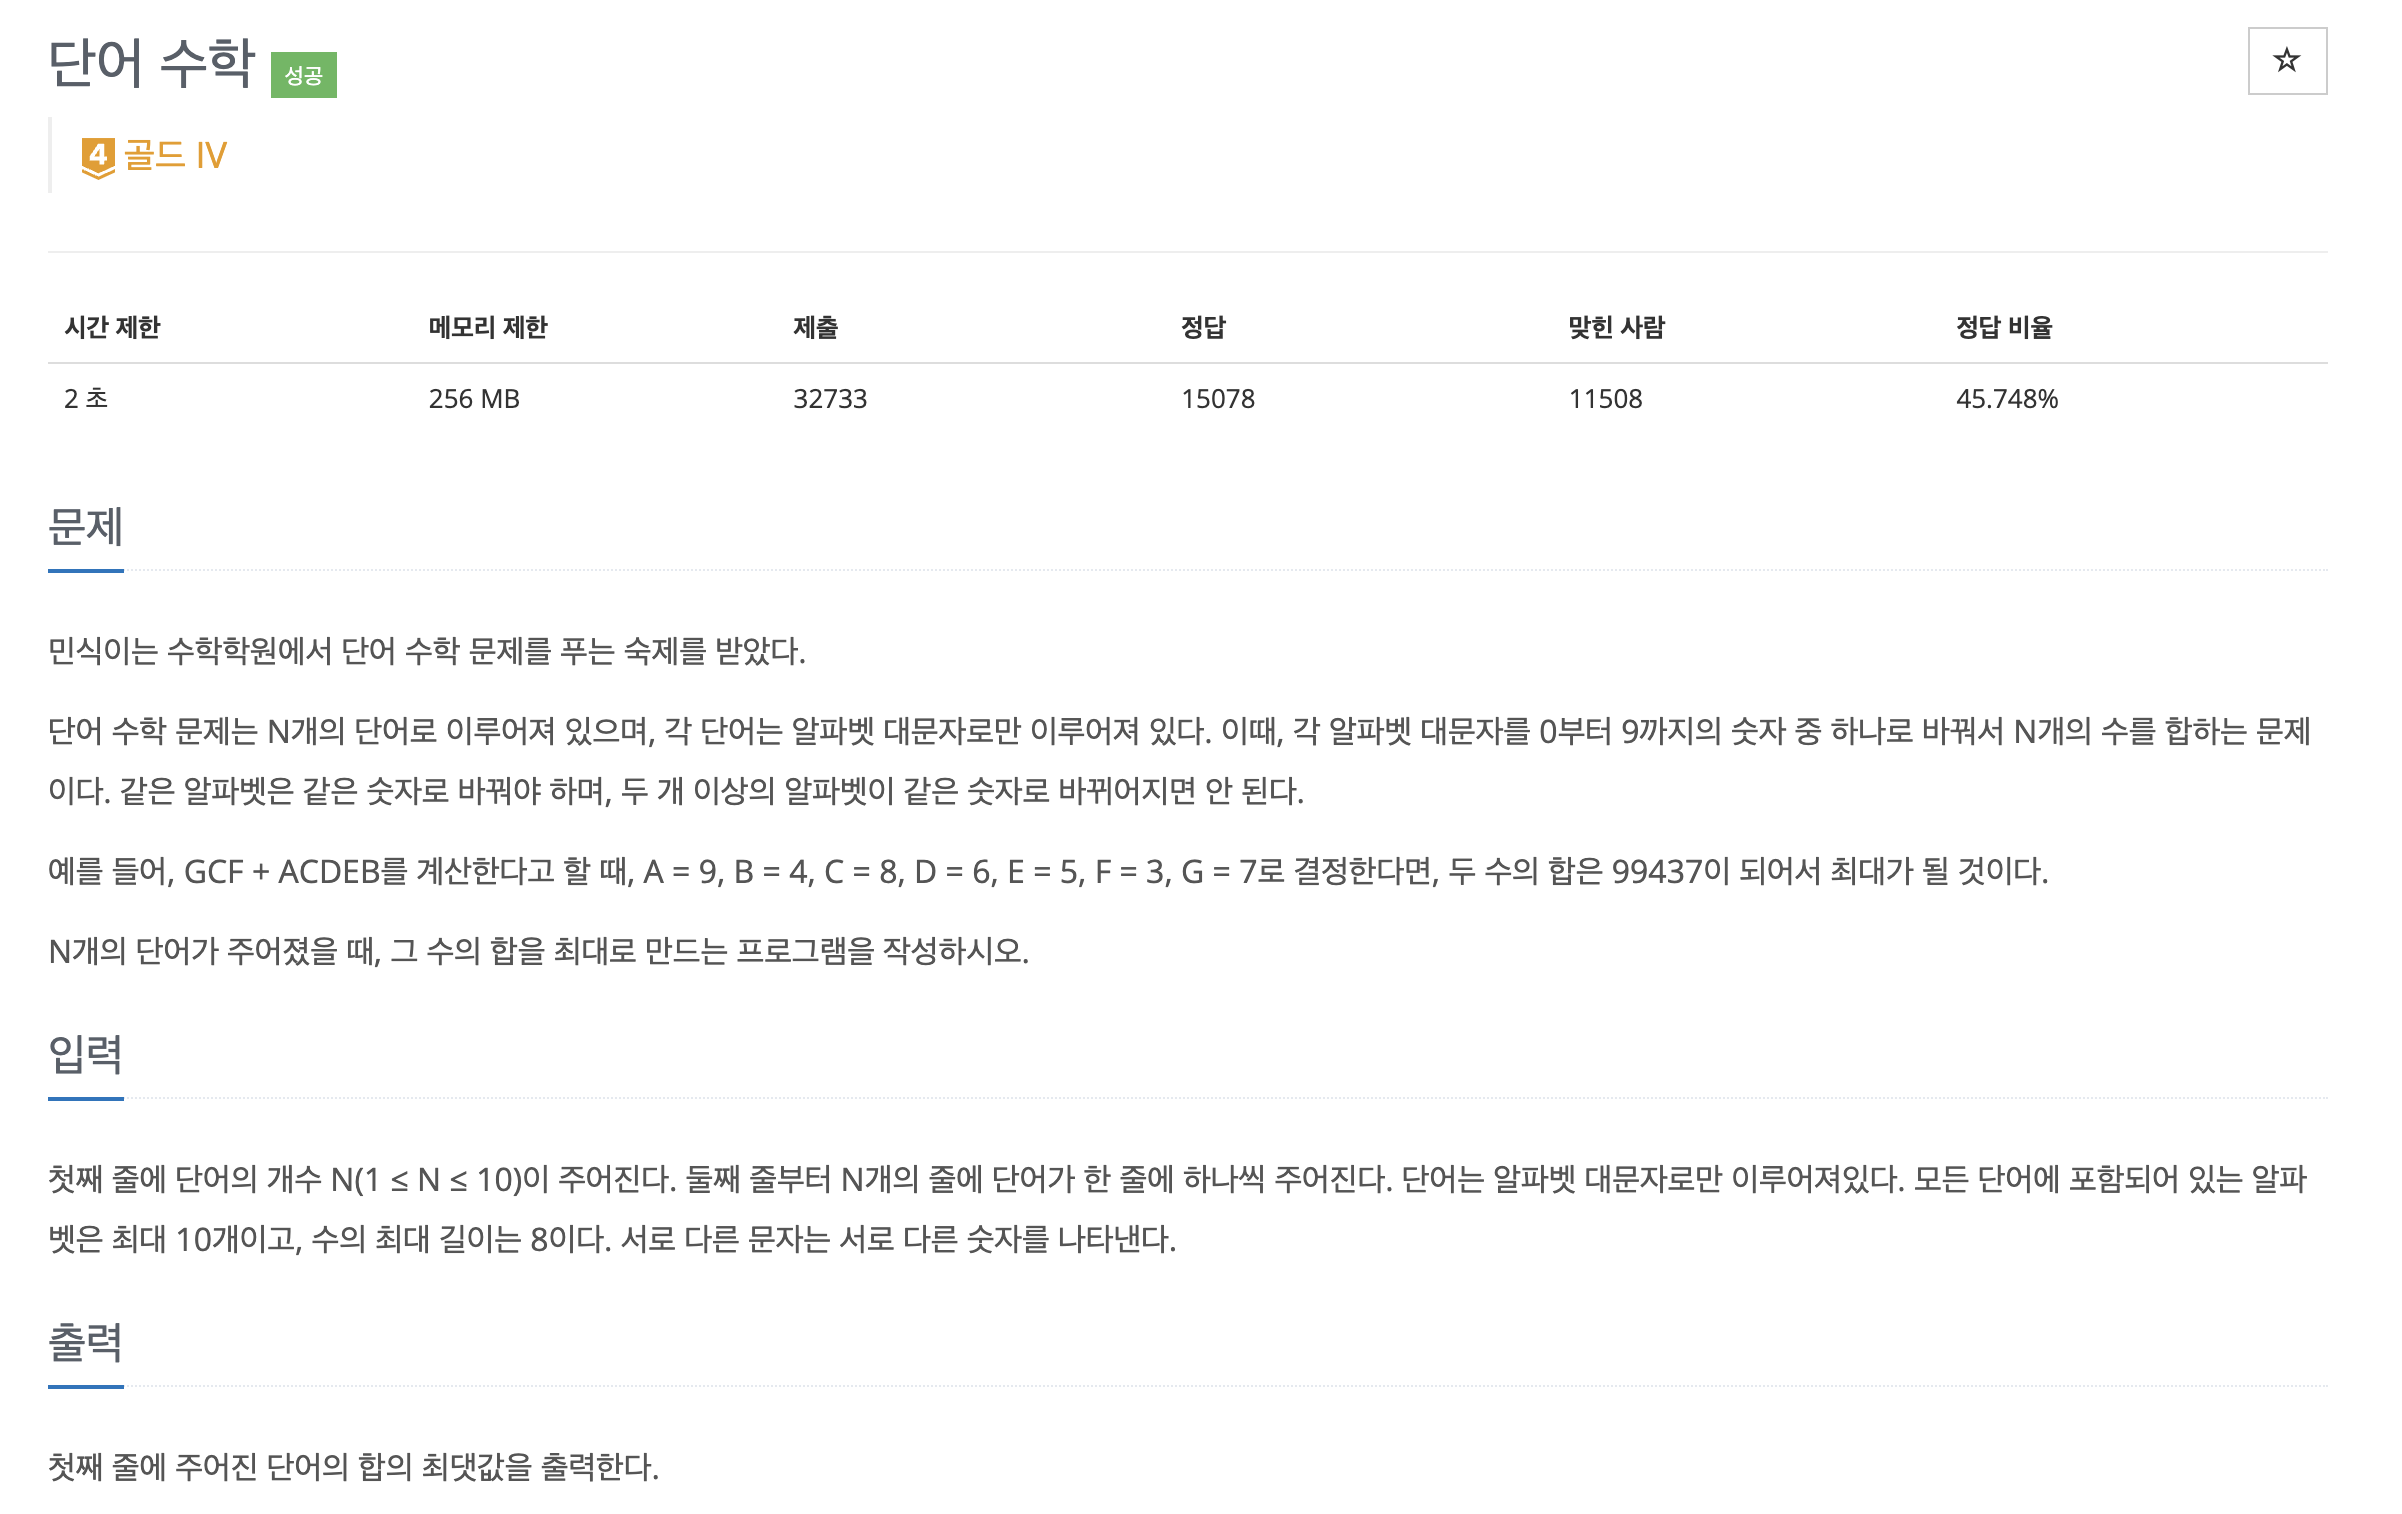 단어 수학 성공
4 골드 IV
시간 제한 메모리 제한 제출 정답 맞힌 사람 정답 비율
2 초 256 MB 32733 15078 11508 45.748%
문제
민식이는 수학학원에서 단어 수학 문제를 푸는 숙제를 받았다.
단어 수학 문제는 N개의 단어로 이루어져 있으며, 각 단어는 알파벳 대문자로만 이루어져 있다. 이때, 각 알파벳 대문자를 0부터 9까지의 숫자 중 하나로 바꿔서 N개의 수를 합하는 문제
이다. 같은 알파벳은 같은 숫자로 바꿔야 하며, 두 개 이상의 알파벳이 같은 숫자로 바뀌어지면 안 된다.
예를 들어, GCF + ACDEB를 계산한다고 할 때, A = 9, B = 4, C = 8, D = 6, E = 5, F = 3, G = 7로 결정한다면, 두 수의 합은 99437이 되어서 최대가 될 것이다.
N개의 단어가 주어졌을 때, 그 수의 합을 최대로 만드는 프로그램을 작성하시오.
입력
첫째 줄에 단어의 개수 N(1 ≤ N ≤ 10)이 주어진다. 둘째 줄부터 N개의 줄에 단어가 한 줄에 하나씩 주어진다. 단어는 알파벳 대문자로만 이루어져있다. 모든 단어에 포함되어 있는 알파
벳은 최대 10개이고, 수의 최대 길이는 8이다. 서로 다른 문자는 서로 다른 숫자를 나타낸다.
출력
첫째 줄에 주어진 단어의 합의 최댓값을 출력한다.